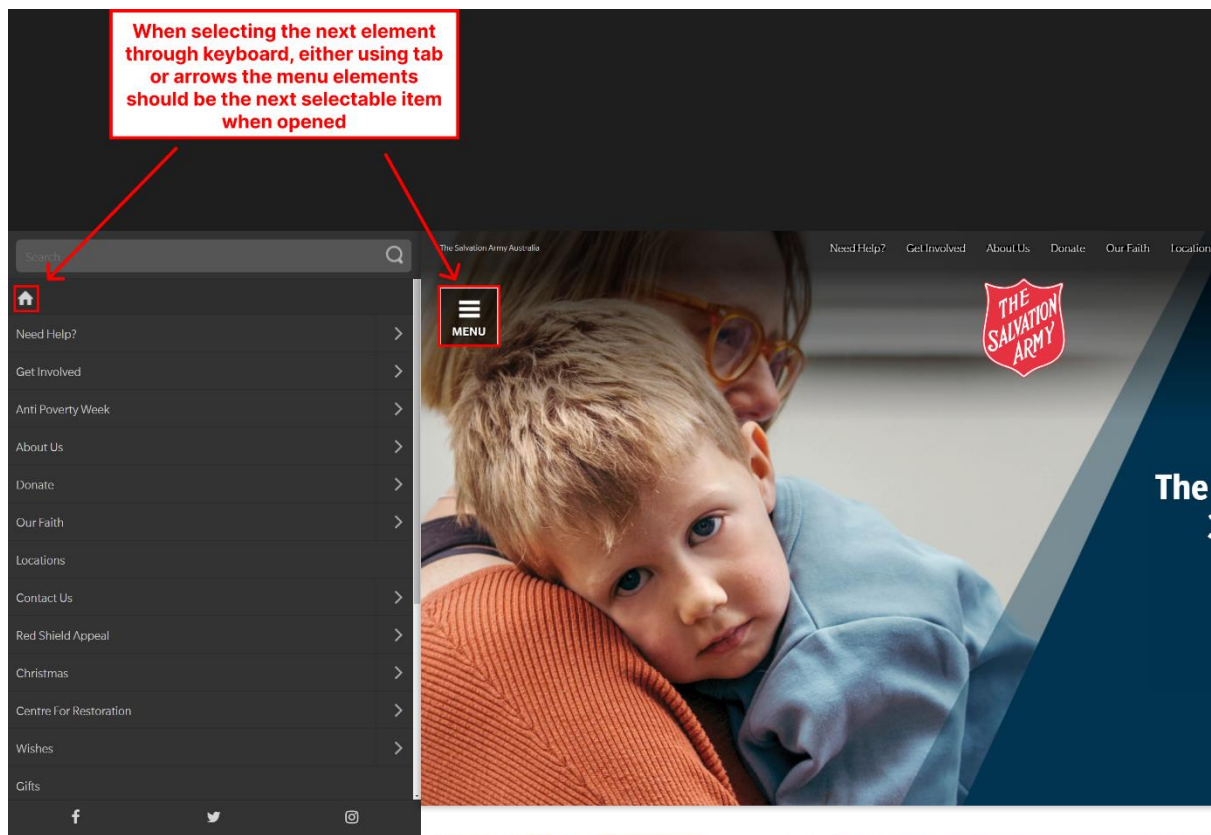 When selecting the next element
through keyboard, either using tab
or arrows the menu elements
should be the next selectable item
when opened
Search
Need Help?
Get Involved
Anti Poverty Week
About Us
Donate
Our Faith
Locations
Contact Us
Red Shield Appeal
Christmas
Centre For Restoration
Wishes
Gifts
The Salvation Army Australia
Need Help? Get Involved About Us Donate Our Faith Location
MENU
THE
SALVATION
ARMY
The